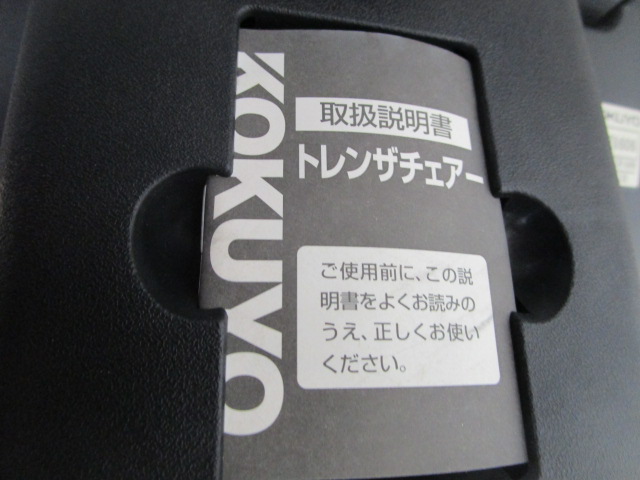 KOKUYO
取扱説明書
トレンザチェアー
ご使用前に、この説
明書をよくお読みの
うえ、正しくお使い
ください。